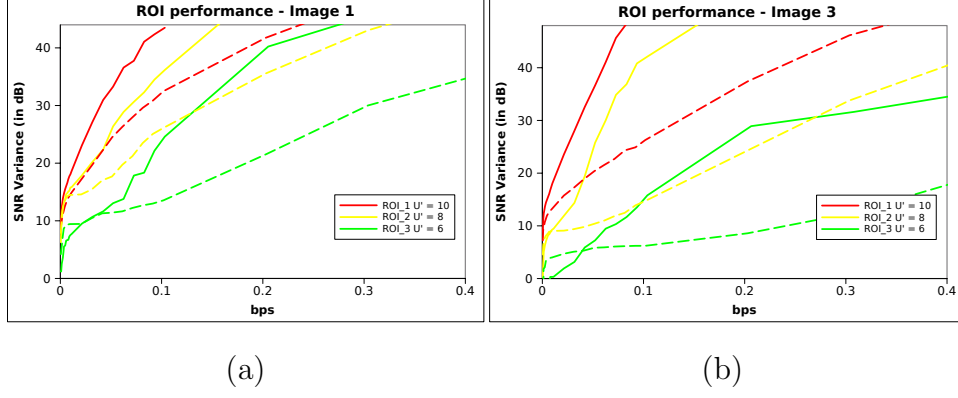 ROI performance - Image 1
SNR Variance (in dB)
40
30
20
10
0
ROI_1 U' = 10
ROI_2 U' = 8
ROI_3 U' = 6
0 0.1 0.2 0.3 0.4
bps
ROI performance - Image 3
SNR Variance (in dB)
40
30
20
10
0
ROI_1 U' = 10
ROI_2 U' = 8
ROI_3 U' = 6
0 0.1 0.2 0.3 0.4
bps
(a)
(b)